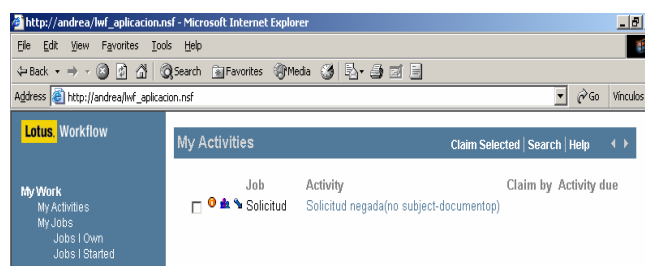 http://andrea/lwf_aplicacion.nsf - Microsoft Internet Explorer
File Edit View Favorites Tools Help
Back Search Favorites Media
Address http://andrea/lwf_aplicacion.nsf Go Vínculos
Lotus. Workflow
My Activities Claim Selected | Search | Help
Job Activity Claim by Activity due
My Work
My Activities
Solicitud Solicitud negada(no subject-documentop)
My Jobs
Jobs I Own
Jobs I Started